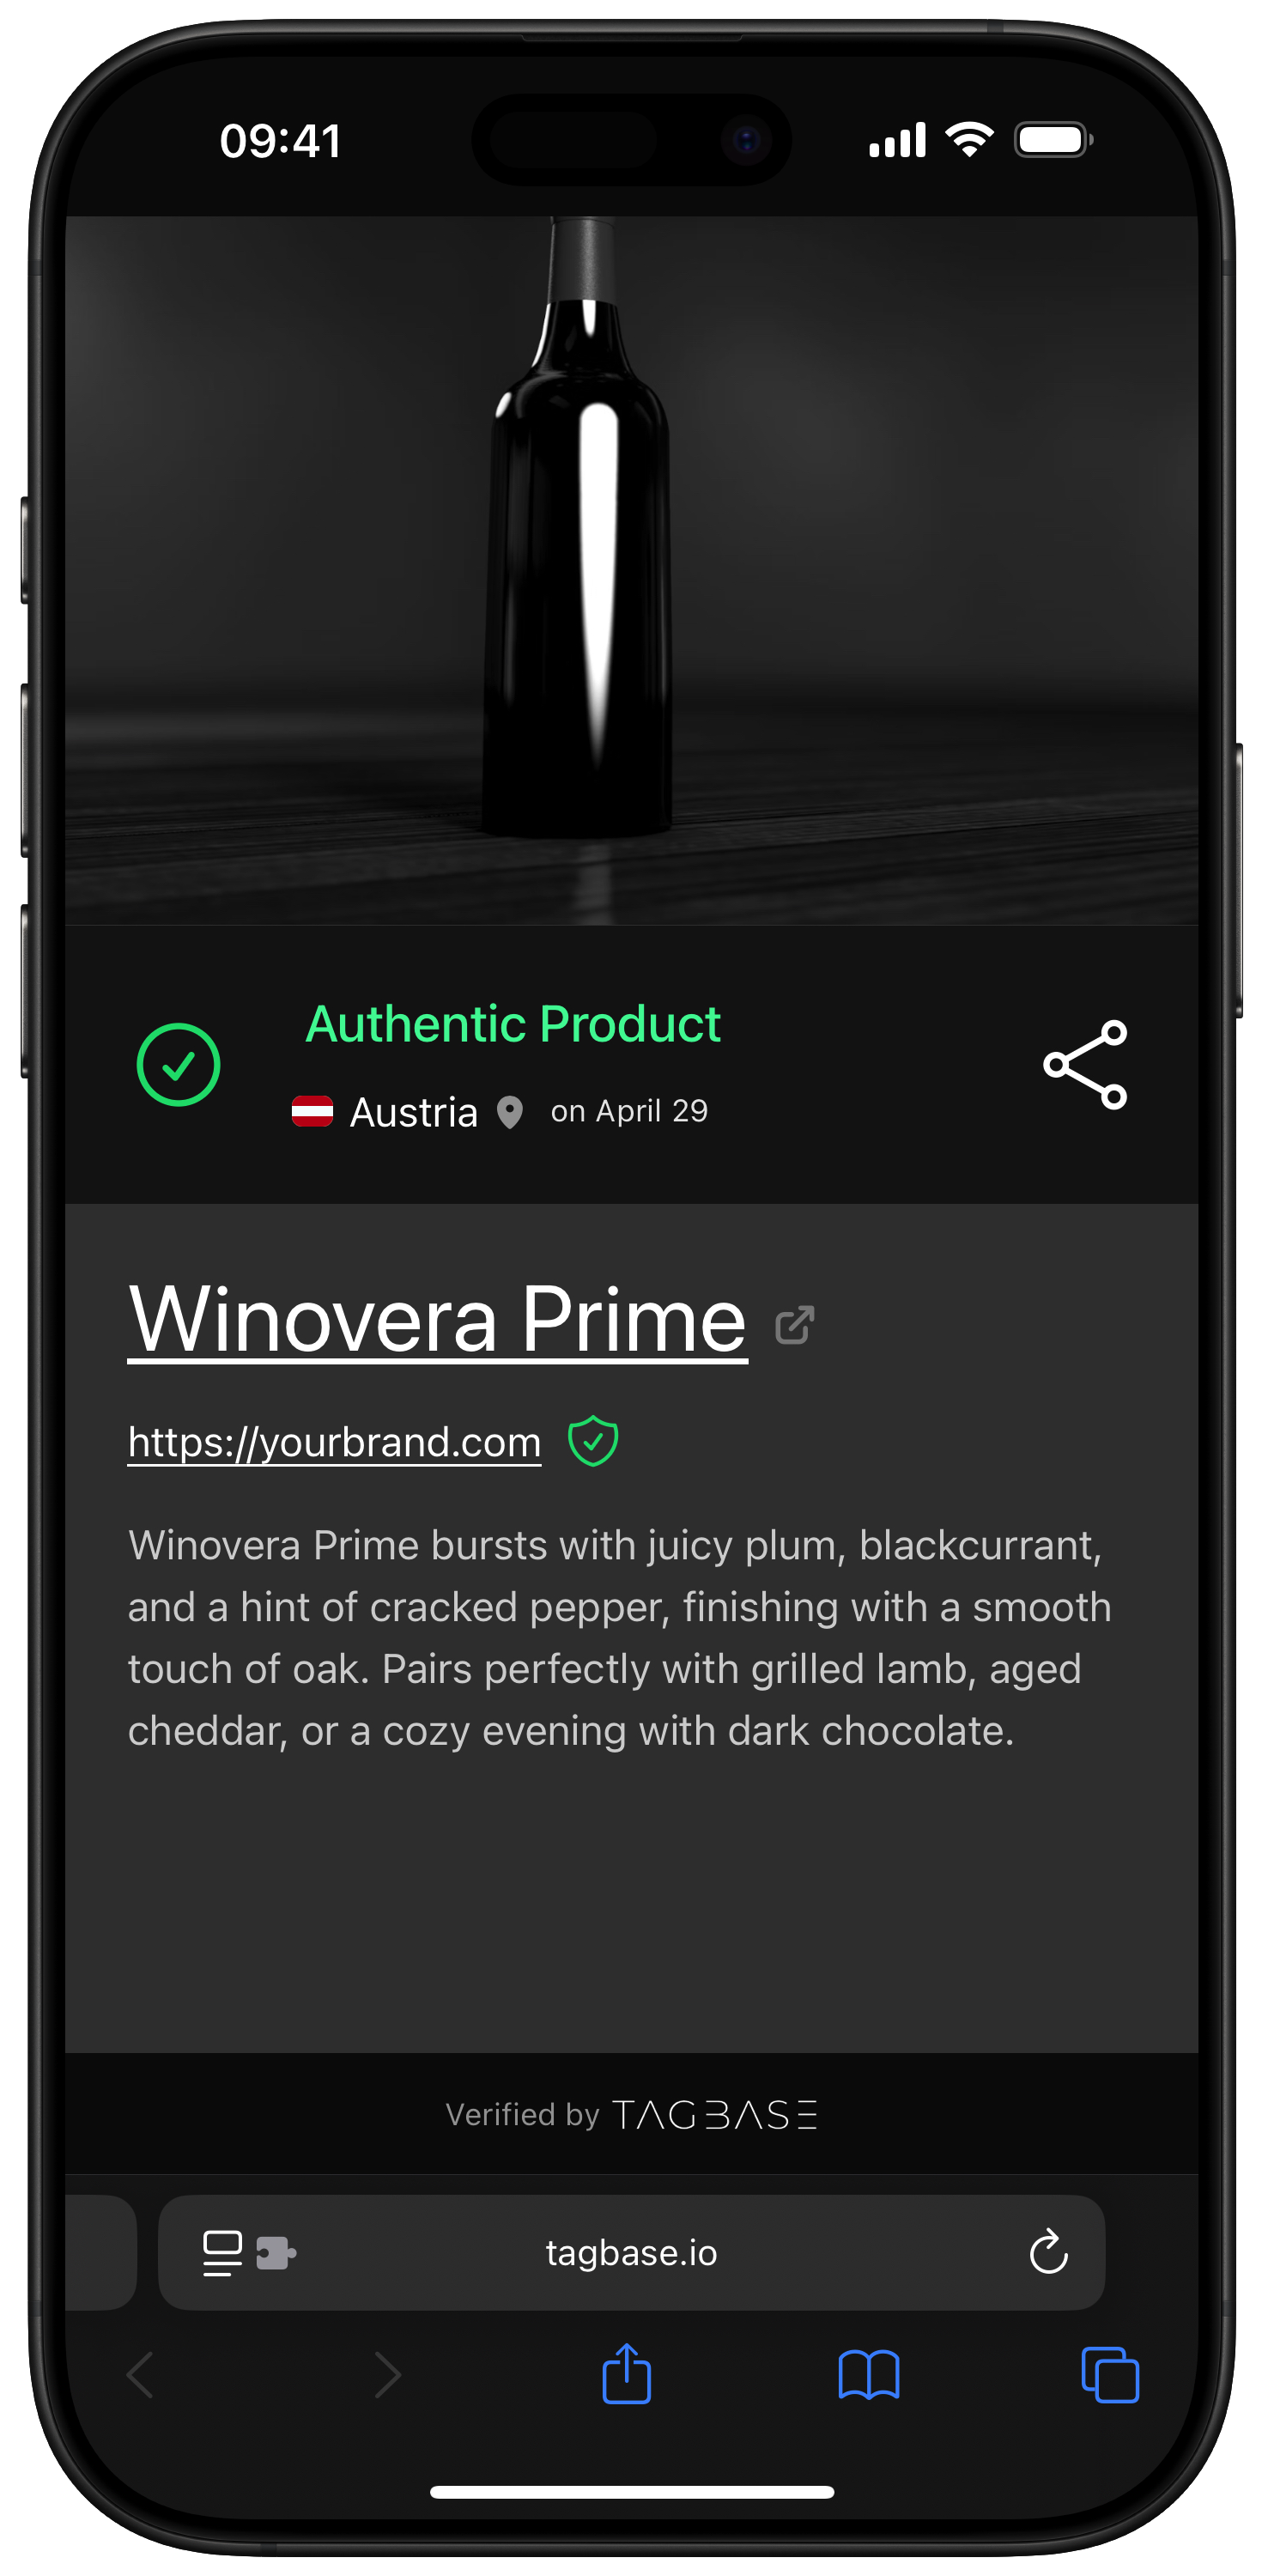 09:41
Authentic Product
Austria on April 29
Winovera Prime
https://yourbrand.com
Winovera Prime bursts with juicy plum, blackcurrant,
and a hint of cracked pepper, finishing with a smooth
touch of oak. Pairs perfectly with grilled lamb, aged
cheddar, or a cozy evening with dark chocolate.
Verified by TAGBASE
tagbase.io